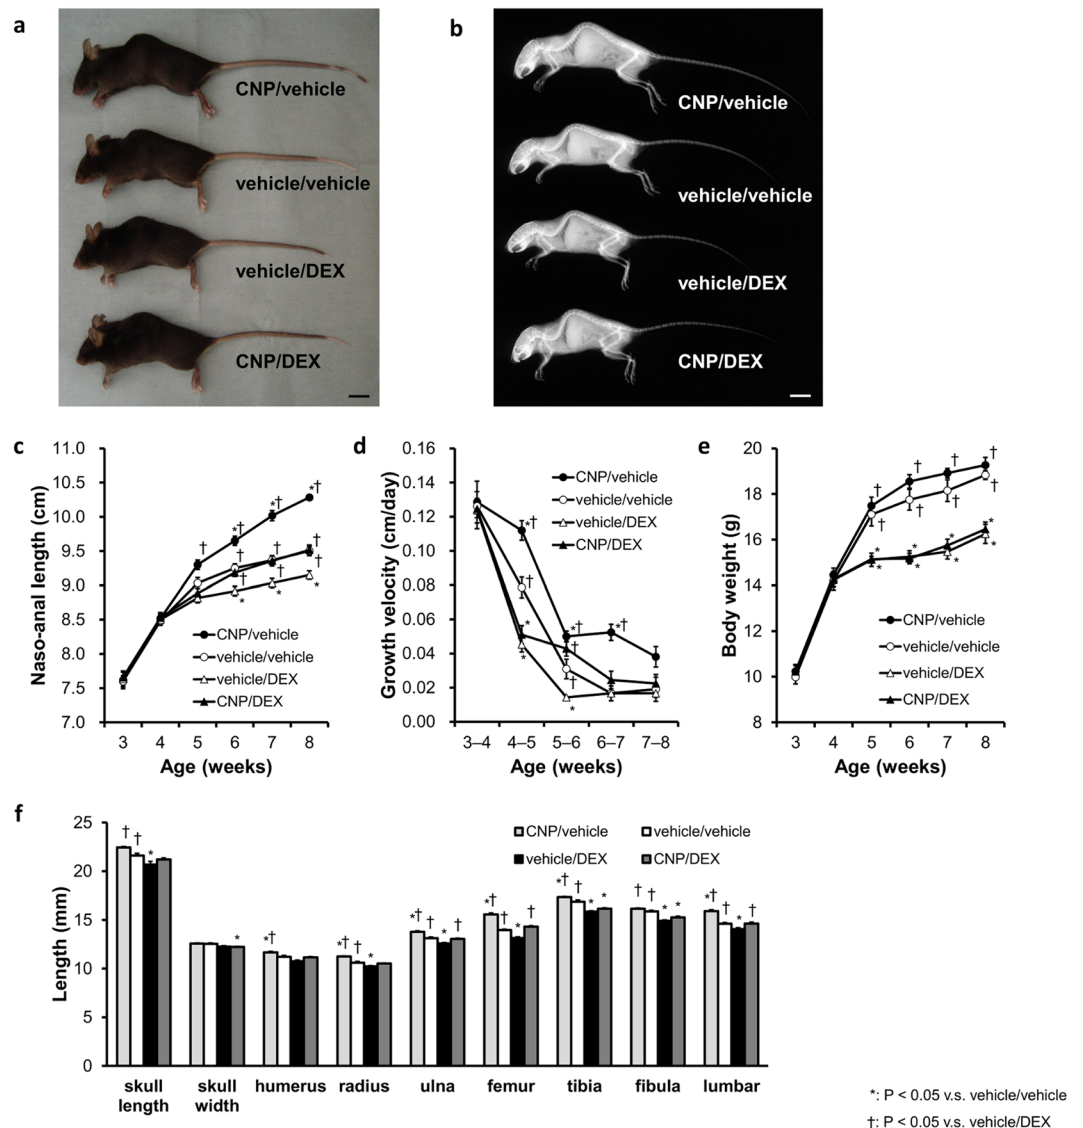 a
CNP/vehicle
vehicle/vehicle
vehicle/DEX
CNP/DEX
b
CNP/vehicle
vehicle/vehicle
vehicle/DEX
CNP/DEX
c
Naso-anal length (cm)
11.0
10.5
10.0
9.5
9.0
8.5
8.0
7.5
7.0
† *† *† *†
† † †
† † †
* * *
CNP/vehicle
vehicle/vehicle
vehicle/DEX
CNP/DEX
3 4 5 6 7 8
Age (weeks)
d
Growth velocity (cm/day)
0.16
0.14
0.12
0.10
0.08
0.06
0.04
0.02
0.00
CNP/vehicle
vehicle/vehicle
vehicle/DEX
CNP/DEX
*†
†
*
*
*† *†
†
†
*
3–4 4–5 5–6 6–7 7–8
Age (weeks)
e
Body weight (g)
20
18
16
14
12
10
8
† † † †
† † † †
* * * *
* * * *
CNP/vehicle
vehicle/vehicle
vehicle/DEX
CNP/DEX
3 4 5 6 7 8
Age (weeks)
f
Length (mm)
25
20
15
10
5
0
CNP/vehicle vehicle/vehicle
vehicle/DEX CNP/DEX
† † *
*
*†
*† † *
*† † * †
*† † * †
*† † * *
† † * *
*† † * †
skull length
skull width
humerus radius ulna femur tibia fibula lumbar
*: P < 0.05 v.s. vehicle/vehicle
†: P < 0.05 v.s. vehicle/DEX